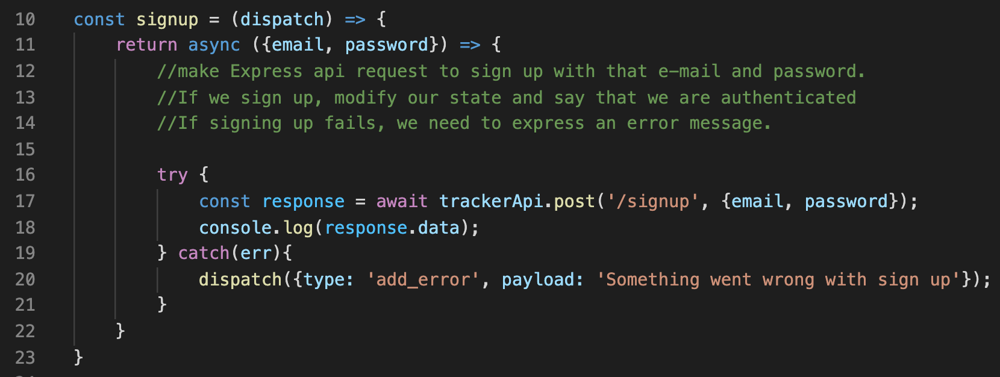 10 const signup = (dispatch) => {
11 return async ({email, password}) => {
12 //make Express api request to sign up with that e-mail and password.
13 //If we sign up, modify our state and say that we are authenticated
14 //If signing up fails, we need to express an error message.
15
16 try {
17 const response = await trackerApi.post('/signup', {email, password});
18 console.log(response.data);
19 } catch(err){
20 dispatch({type: 'add_error', payload: 'Something went wrong with sign up'});
21 }
22 }
23 }